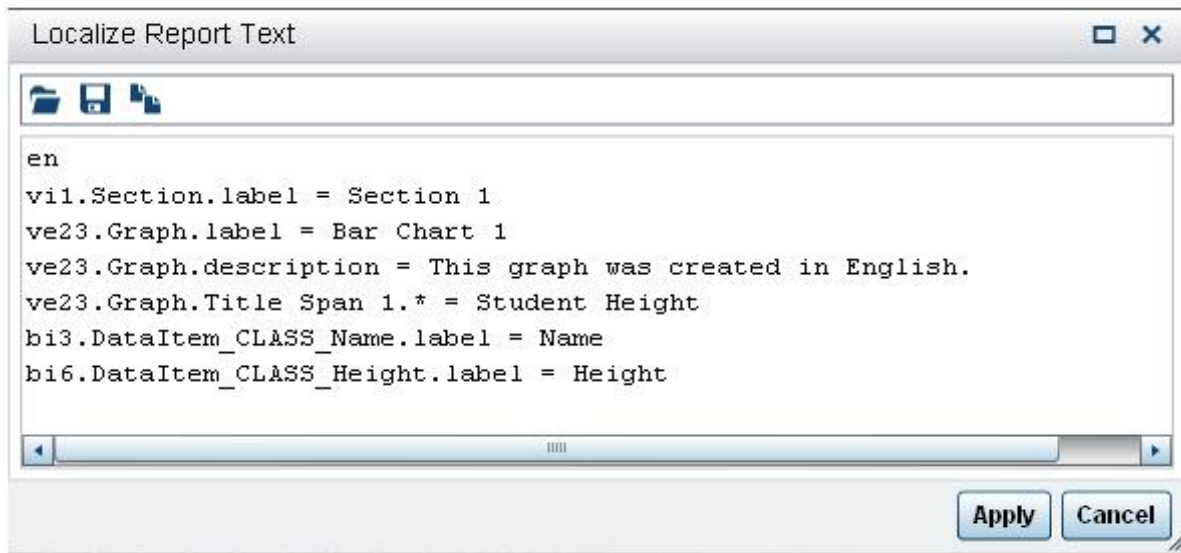 Localize Report Text
en
vi1.Section.label = Section 1
ve23.Graph.label = Bar Chart 1
ve23.Graph.description = This graph was created in English.
ve23.Graph.Title Span 1.* = Student Height
bi3.DataItem_CLASS_Name.label = Name
bi6.DataItem_CLASS_Height.label = Height
Apply Cancel